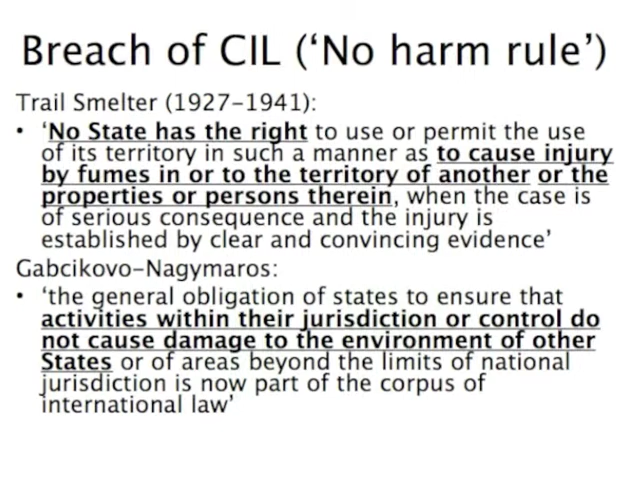 Breach of CIL (‘No harm rule’)
Trail Smelter (1927–1941):
• ‘No State has the right to use or permit the use
of its territory in such a manner as to cause injury
by fumes in or to the territory of another or the
properties or persons therein, when the case is
of serious consequence and the injury is
established by clear and convincing evidence’
Gabcikovo–Nagymaros:
• ‘the general obligation of states to ensure that
activities within their jurisdiction or control do
not cause damage to the environment of other
States or of areas beyond the limits of national
jurisdiction is now part of the corpus of
international law’